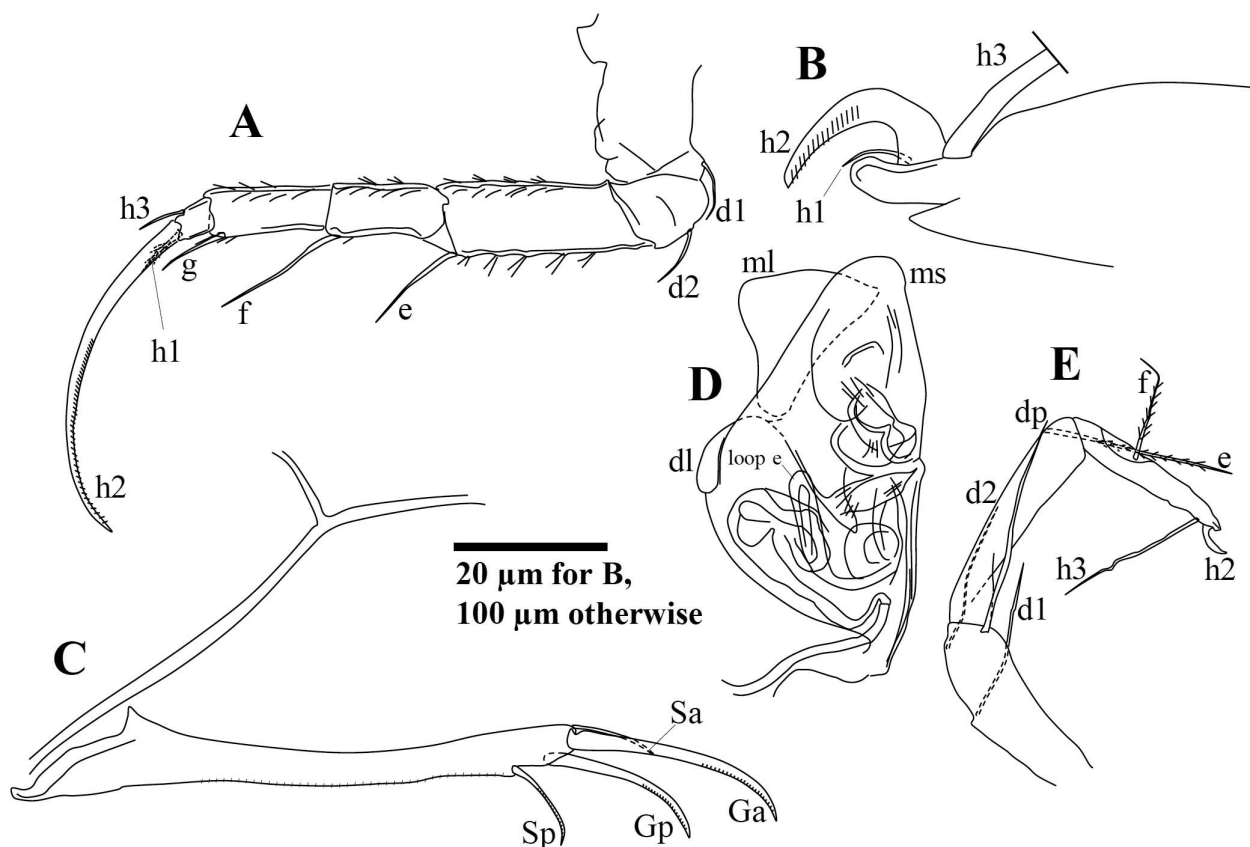 A
h3
g
h1
f
e
h2
d1
d2
B
h3
h2
h1
ml
ms
D
dl
loop e
E
f
dp
e
d2
h3
h2
d1
20 µm for B,
100 µm otherwise
C
Sa
Sp
Gp
Ga